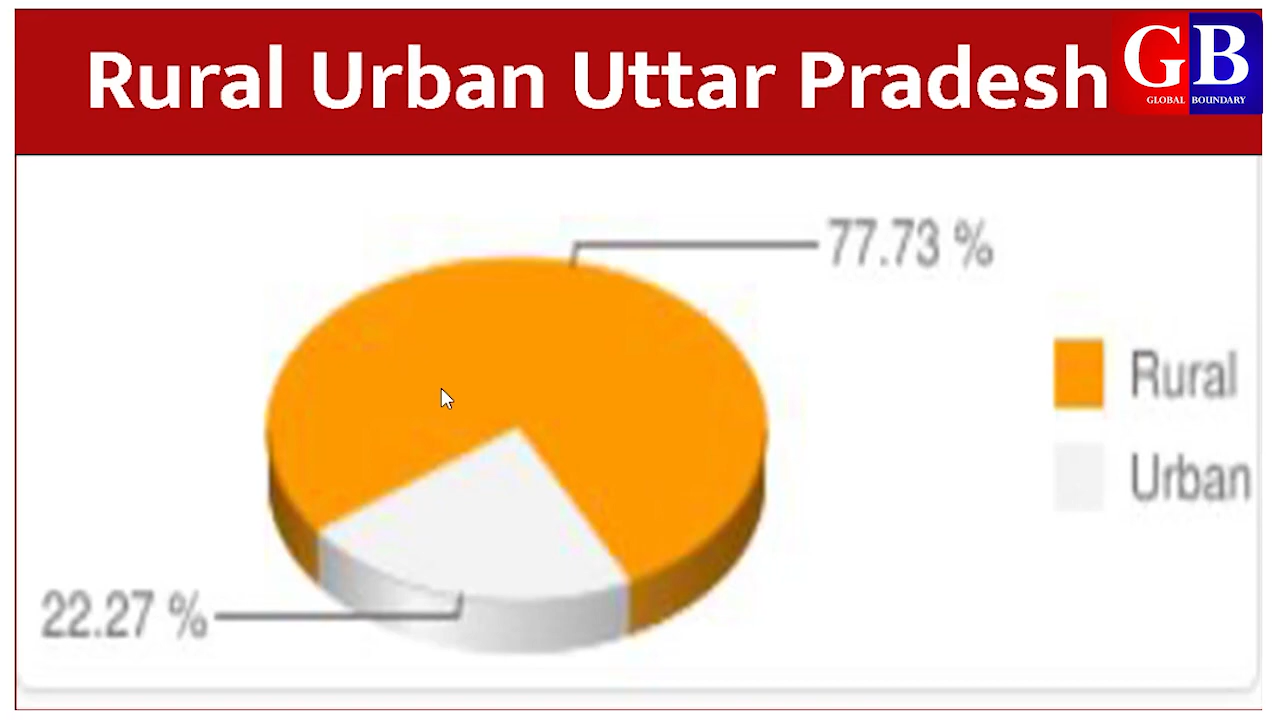 Rural Urban Uttar Pradesh
GB
GLOBAL BOUNDARY
77.73 %
Rural
Urban
22.27 %